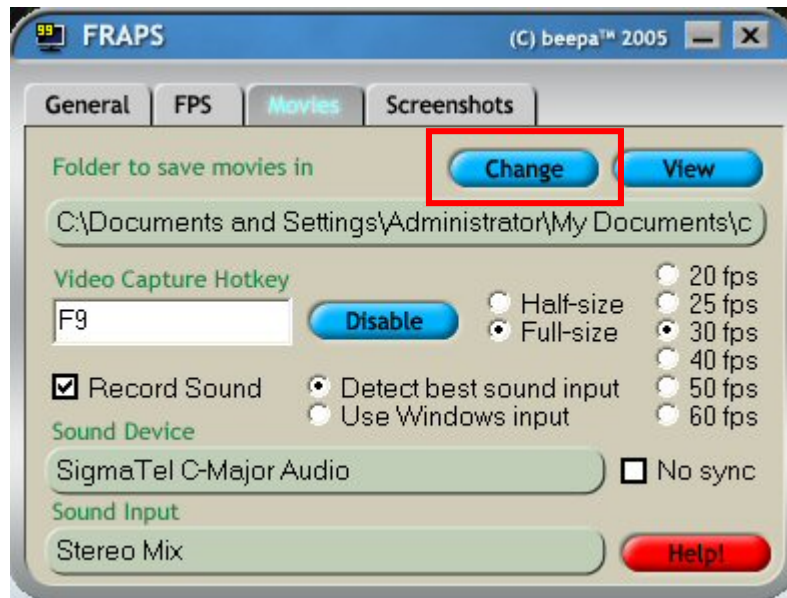 99 FRAPS (C) beepa™ 2005
General FPS Movies Screenshots
Folder to save movies in Change View
C:\Documents and Settings\Administrator\My Documents\c
Video Capture Hotkey
F9 Disable
Half-size
Full-size
20 fps
25 fps
30 fps
40 fps
50 fps
60 fps
Record Sound
Detect best sound input
Use Windows input
Sound Device
SigmaTel C-Major Audio No sync
Sound Input
Stereo Mix Help!